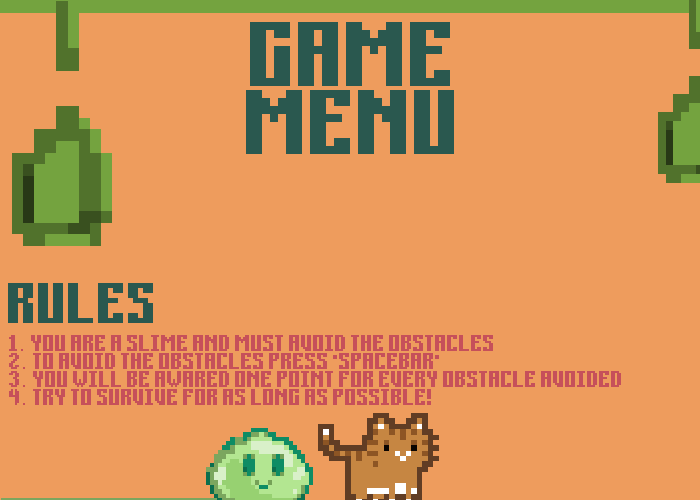 GAME
MENU
RULES
1. YOU ARE A SLIME AND MUST AVOID THE OBSTACLES
2. TO AVOID THE OBSTACLES PRESS "SPACEBAR"
3. YOU WILL BE AWARED ONE POINT FOR EVERY OBSTACLE AVOIDED
4. TRY TO SURVIVE FOR AS LONG AS POSSIBLE!